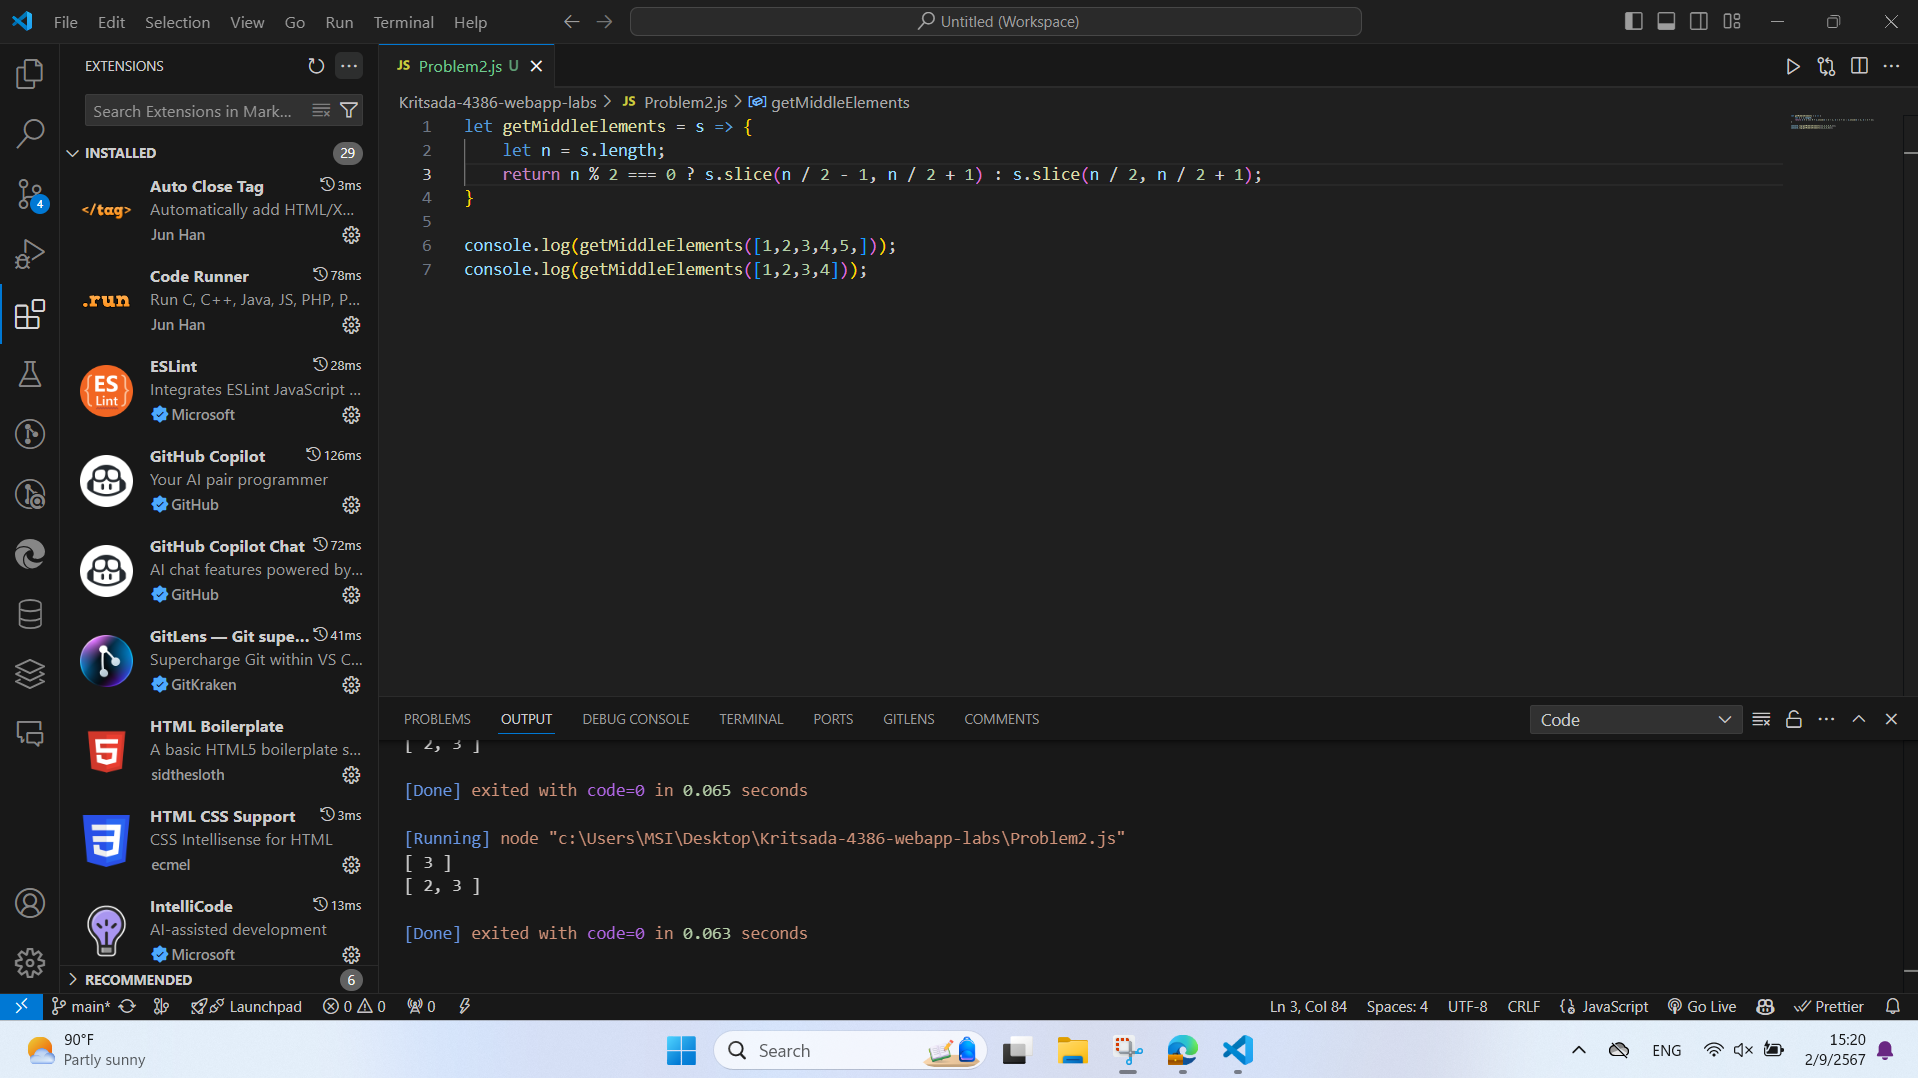 File Edit Selection View Go Run Terminal Help
Untitled (Workspace)
EXTENSIONS
Search Extensions in Mark...
INSTALLED 29
Auto Close Tag 3ms
</tag> Automatically add HTML/X...
Jun Han
Code Runner 78ms
.run Run C, C++, Java, JS, PHP, P...
Jun Han
ESLint 28ms
{ES Lint} Integrates ESLint JavaScript ...
Microsoft
GitHub Copilot 126ms
Your AI pair programmer
GitHub
GitHub Copilot Chat 72ms
AI chat features powered by...
GitHub
GitLens — Git supe... 41ms
Supercharge Git within VS C...
GitKraken
HTML Boilerplate
5 A basic HTML5 boilerplate s...
sidthesloth
HTML CSS Support 3ms
3 CSS Intellisense for HTML
ecmel
IntelliCode 13ms
AI-assisted development
Microsoft
RECOMMENDED 6
4
JS Problem2.js U
Kritsada-4386-webapp-labs > JS Problem2.js > getMiddleElements
1 let getMiddleElements = s => {
2 let n = s.length;
3 return n % 2 === 0 ? s.slice(n / 2 - 1, n / 2 + 1) : s.slice(n / 2, n / 2 + 1);
4 }
5
6 console.log(getMiddleElements([1,2,3,4,5,]));
7 console.log(getMiddleElements([1,2,3,4]));
PROBLEMS OUTPUT DEBUG CONSOLE TERMINAL PORTS GITLENS COMMENTS
Code
[ 2, 3 ]
[Done] exited with code=0 in 0.065 seconds
[Running] node "c:\Users\MSI\Desktop\Kritsada-4386-webapp-labs\Problem2.js"
[ 3 ]
[ 2, 3 ]
[Done] exited with code=0 in 0.063 seconds
main* Launchpad 0 0 0
Ln 3, Col 84 Spaces: 4 UTF-8 CRLF {} JavaScript Go Live Prettier
90°F
Partly sunny
Search
ENG
15:20
2/9/2567